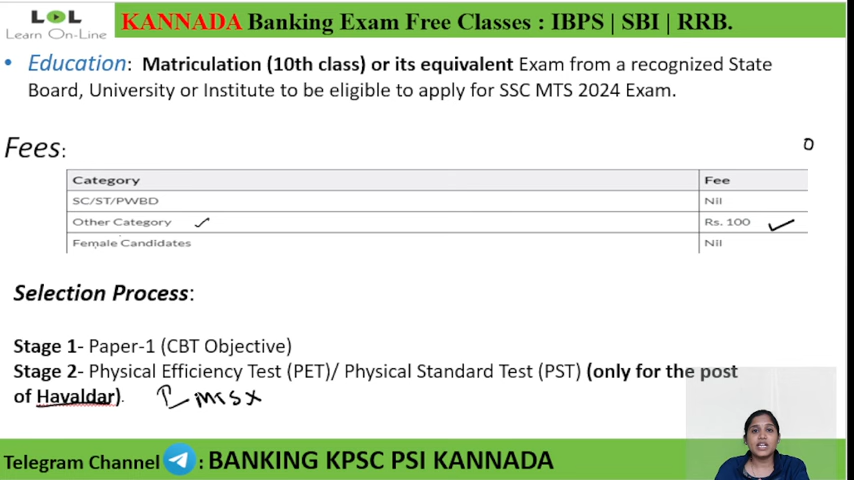 LOL
Learn On-Line
KANNADA Banking Exam Free Classes : IBPS | SBI | RRB.
• Education: Matriculation (10th class) or its equivalent Exam from a recognized State
Board, University or Institute to be eligible to apply for SSC MTS 2024 Exam.
Fees:
Category Fee
SC/ST/PWBD Nil
Other Category Rs. 100
Female Candidates Nil
Selection Process:
Stage 1- Paper-1 (CBT Objective)
Stage 2- Physical Efficiency Test (PET)/ Physical Standard Test (PST) (only for the post
of Havaldar). MTS X
Telegram Channel : BANKING KPSC PSI KANNADA